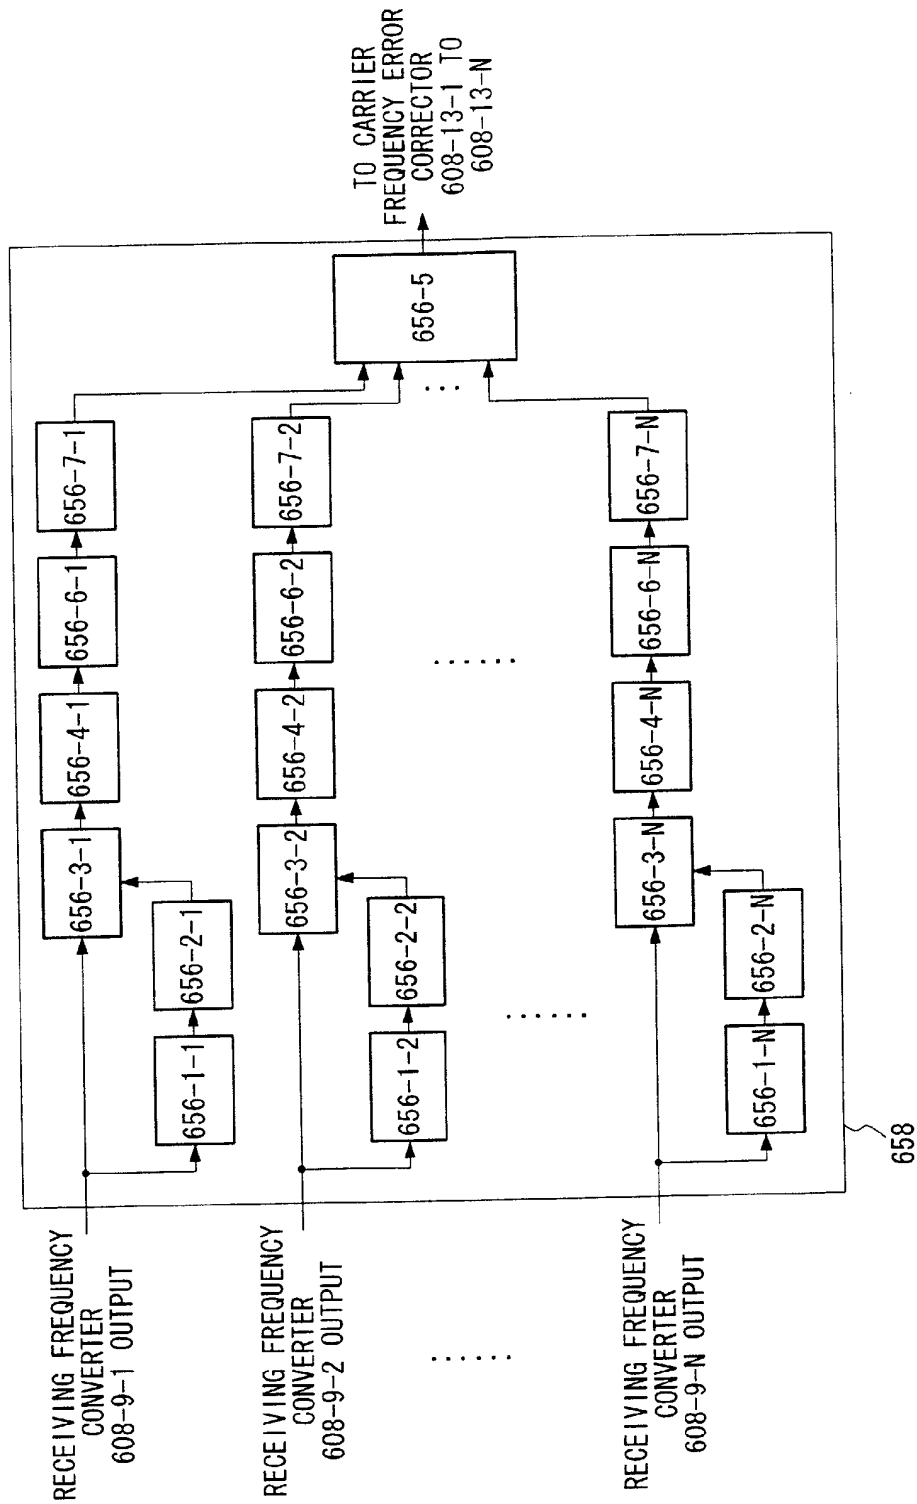 RECEIVING FREQUENCY
CONVERTER
608-9-1 OUTPUT
656-1-1
656-2-1
656-3-1
656-4-1
656-6-1
656-7-1
RECEIVING FREQUENCY
CONVERTER
608-9-2 OUTPUT
656-1-2
656-2-2
656-3-2
656-4-2
656-6-2
656-7-2
RECEIVING FREQUENCY
CONVERTER
608-9-N OUTPUT
656-1-N
656-2-N
656-3-N
656-4-N
656-6-N
656-7-N
656-5
TO CARRIER
FREQUENCY ERROR
CORRECTOR
608-13-1 TO
608-13-N
658